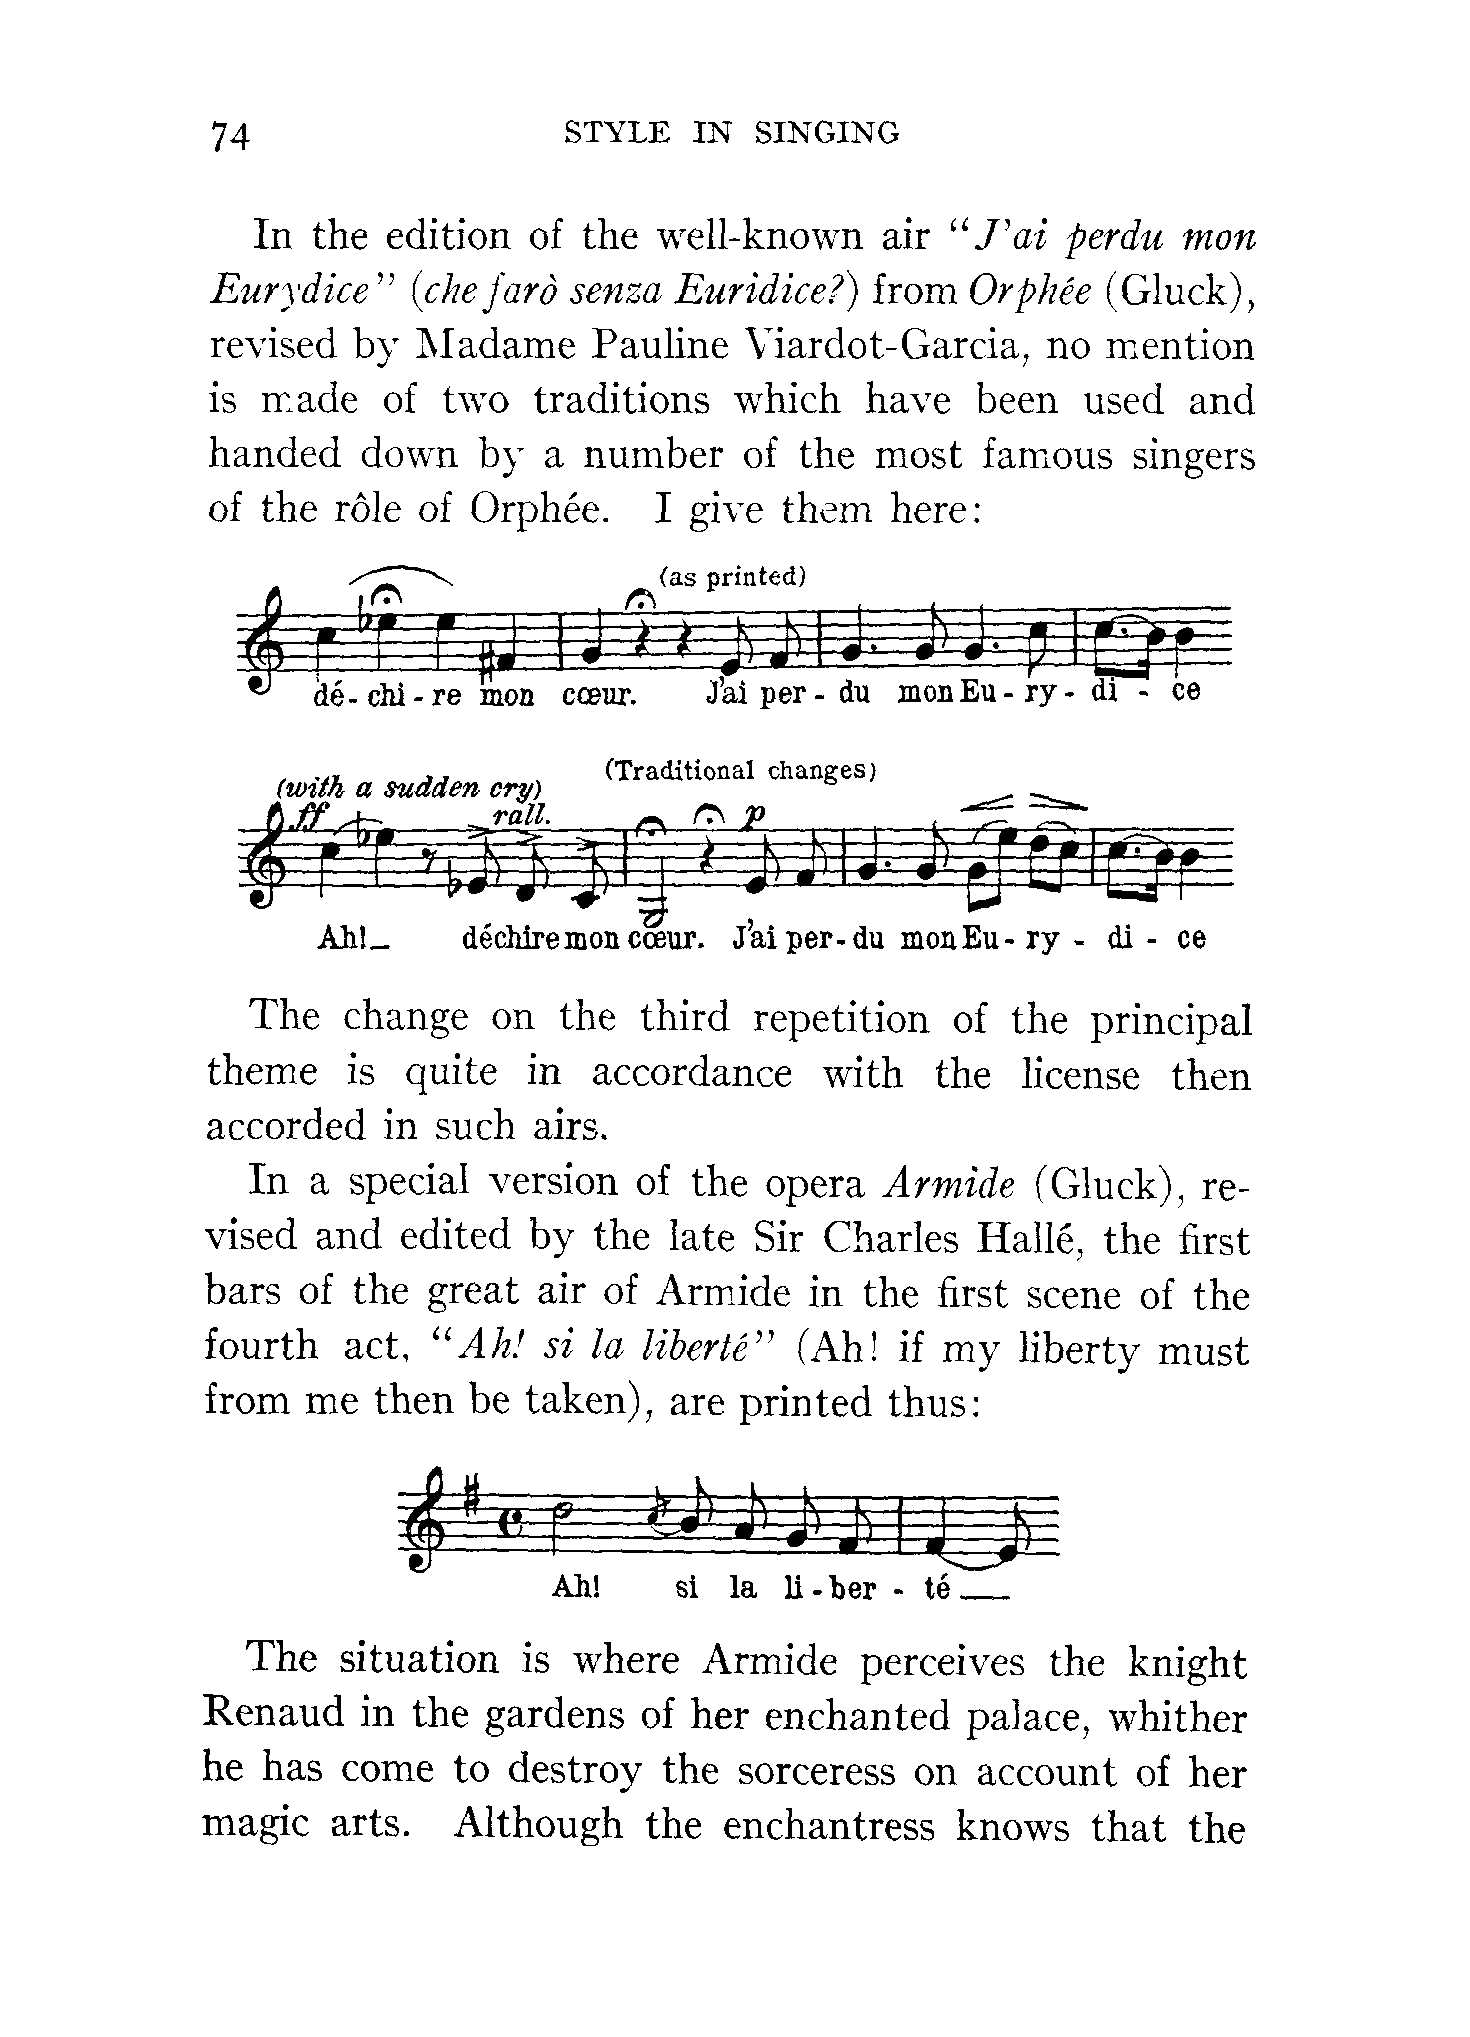 74 STYLE IN SINGING
In the edition of the well-known air "J'ai perdu mon
Eurydice" (che farò senza Euridice?) from Orphée (Gluck),
revised by Madame Pauline Viardot-Garcia, no mention
is made of two traditions which have been used and
handed down by a number of the most famous singers
of the rôle of Orphée. I give them here:
(as printed)
dé - chi - re mon cœur. J'ai per - du mon Eu - ry - di - ce
(Traditional changes)
(with a sudden cry)
ff rall. p
Ah! déchire mon cœur. J'ai per - du mon Eu - ry - di - ce
The change on the third repetition of the principal
theme is quite in accordance with the license then
accorded in such airs.
In a special version of the opera Armide (Gluck), re-
vised and edited by the late Sir Charles Hallé, the first
bars of the great air of Armide in the first scene of the
fourth act, "Ah! si la liberté" (Ah! if my liberty must
from me then be taken), are printed thus:
Ah! si la li - ber - té
The situation is where Armide perceives the knight
Renaud in the gardens of her enchanted palace, whither
he has come to destroy the sorceress on account of her
magic arts. Although the enchantress knows that the